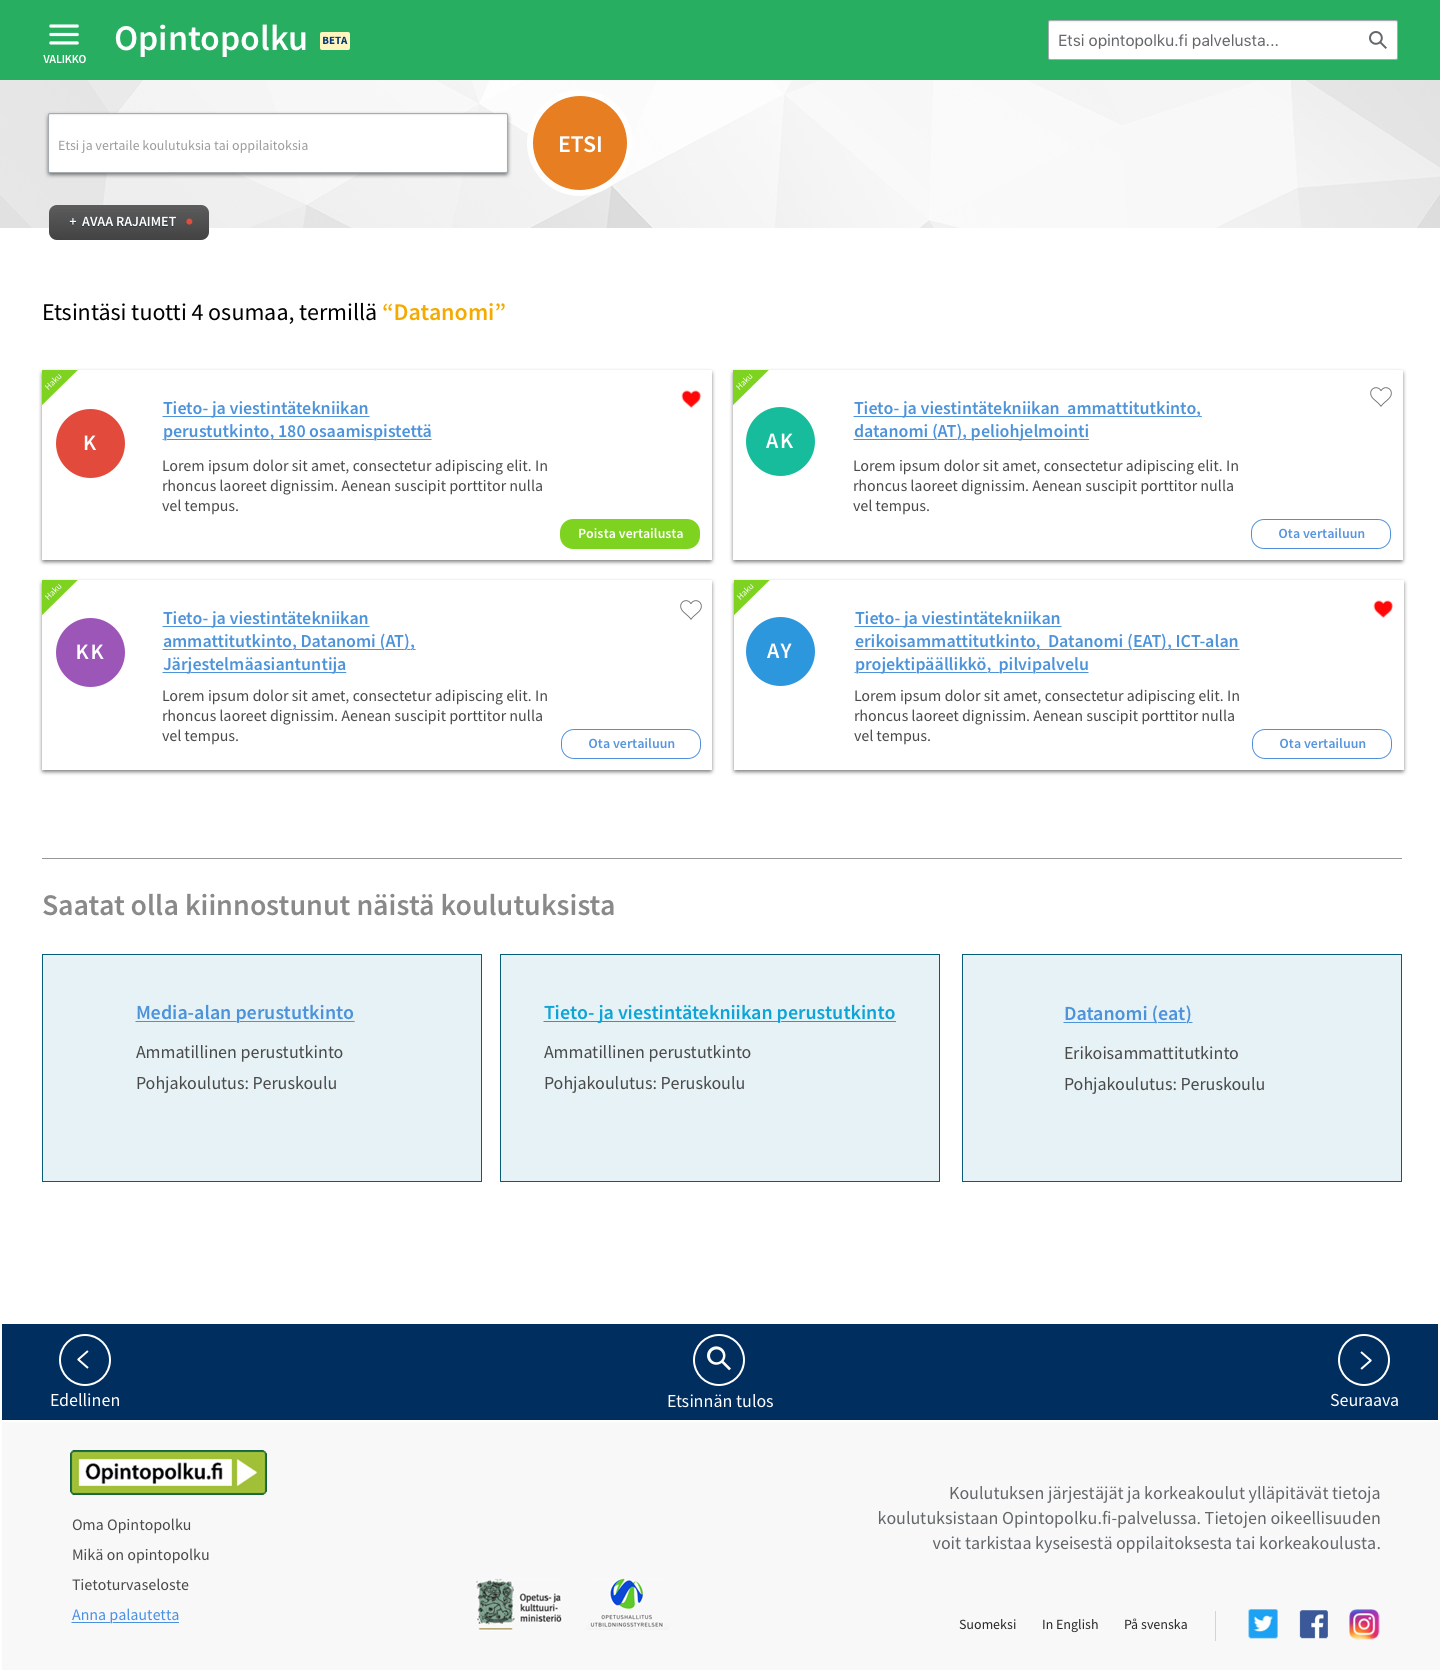 VALIKKO
Opintopolku
BETA
Etsi opintopolku.fi palvelusta...
Etsi ja vertaile koulutuksia tai oppilaitoksia
ETSI
+ AVAA RAJAIMET
Etsintäsi tuotti 4 osumaa, termillä “Datanomi”
Haku
K
Tieto- ja viestintätekniikan
perustutkinto, 180 osaamispistettä
Lorem ipsum dolor sit amet, consectetur adipiscing elit. In
rhoncus laoreet dignissim. Aenean suscipit porttitor nulla
vel tempus.
Poista vertailusta
Haku
AK
Tieto- ja viestintätekniikan ammattitutkinto,
datanomi (AT), peliohjelmointi
Lorem ipsum dolor sit amet, consectetur adipiscing elit. In
rhoncus laoreet dignissim. Aenean suscipit porttitor nulla
vel tempus.
Ota vertailuun
Haku
KK
Tieto- ja viestintätekniikan
ammattitutkinto, Datanomi (AT),
Järjestelmäasiantuntija
Lorem ipsum dolor sit amet, consectetur adipiscing elit. In
rhoncus laoreet dignissim. Aenean suscipit porttitor nulla
vel tempus.
Ota vertailuun
Haku
AY
Tieto- ja viestintätekniikan
erikoisammattitutkinto, Datanomi (EAT), ICT-alan
projektipäällikkö, pilvipalvelu
Lorem ipsum dolor sit amet, consectetur adipiscing elit. In
rhoncus laoreet dignissim. Aenean suscipit porttitor nulla
vel tempus.
Ota vertailuun
Saatat olla kiinnostunut näistä koulutuksista
Media-alan perustutkinto
Ammatillinen perustutkinto
Pohjakoulutus: Peruskoulu
Tieto- ja viestintätekniikan perustutkinto
Ammatillinen perustutkinto
Pohjakoulutus: Peruskoulu
Datanomi (eat)
Erikoisammattitutkinto
Pohjakoulutus: Peruskoulu
Edellinen
Etsinnän tulos
Seuraava
Opintopolku.fi
Oma Opintopolku
Mikä on opintopolku
Tietoturvaseloste
Anna palautetta
Opetus- ja
kulttuuri-
ministeriö
OPETUSHALLITUS
UTBILDNINGSSTYRELSEN
Koulutuksen järjestäjät ja korkeakoulut ylläpitävät tietoja
koulutuksistaan Opintopolku.fi-palvelussa. Tietojen oikeellisuuden
voit tarkistaa kyseisestä oppilaitoksesta tai korkeakoulusta.
Suomeksi
In English
På svenska